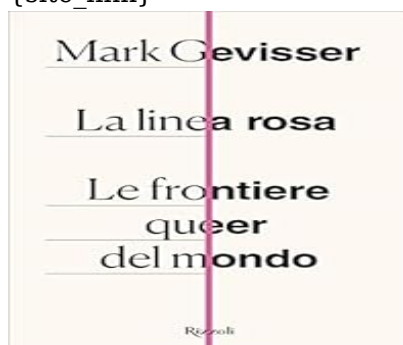 Mark Gevisser
La linea rosa
Le frontiere
queer
del mondo
Rizzoli